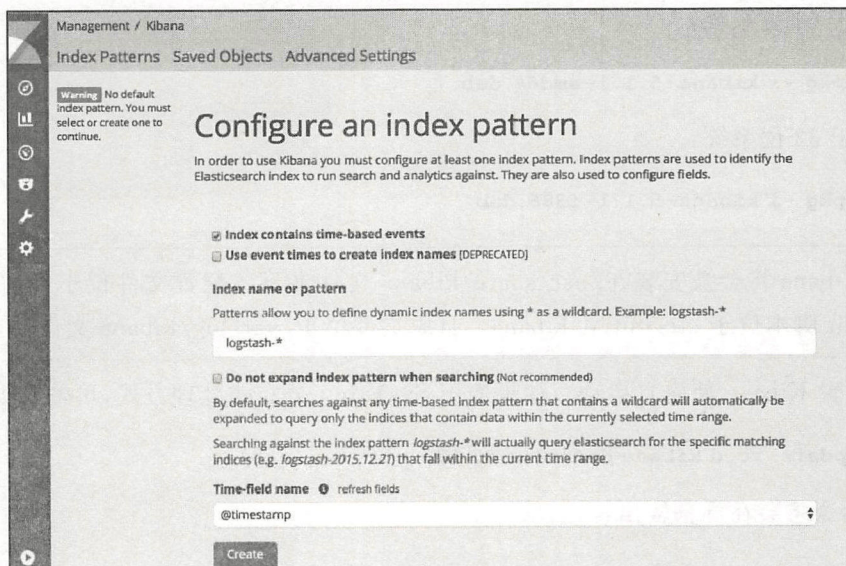 Management / Kibana
Index Patterns Saved Objects Advanced Settings
Warning No default
index pattern. You must
select or create one to
continue.
Configure an index pattern
In order to use Kibana you must configure at least one index pattern. Index patterns are used to identify the
Elasticsearch index to run search and analytics against. They are also used to configure fields.
Index contains time-based events
Use event times to create index names [DEPRECATED]
Index name or pattern
Patterns allow you to define dynamic index names using * as a wildcard. Example: logstash-*
logstash-*
Do not expand index pattern when searching (Not recommended)
By default, searches against any time-based index pattern that contains a wildcard will automatically be
expanded to query only the indices that contain data within the currently selected time range.
Searching against the index pattern logstash-* will actually query elasticsearch for the specific matching
indices (e.g. logstash-2015.12.21) that fall within the current time range.
Time-field name refresh fields
@timestamp
Create